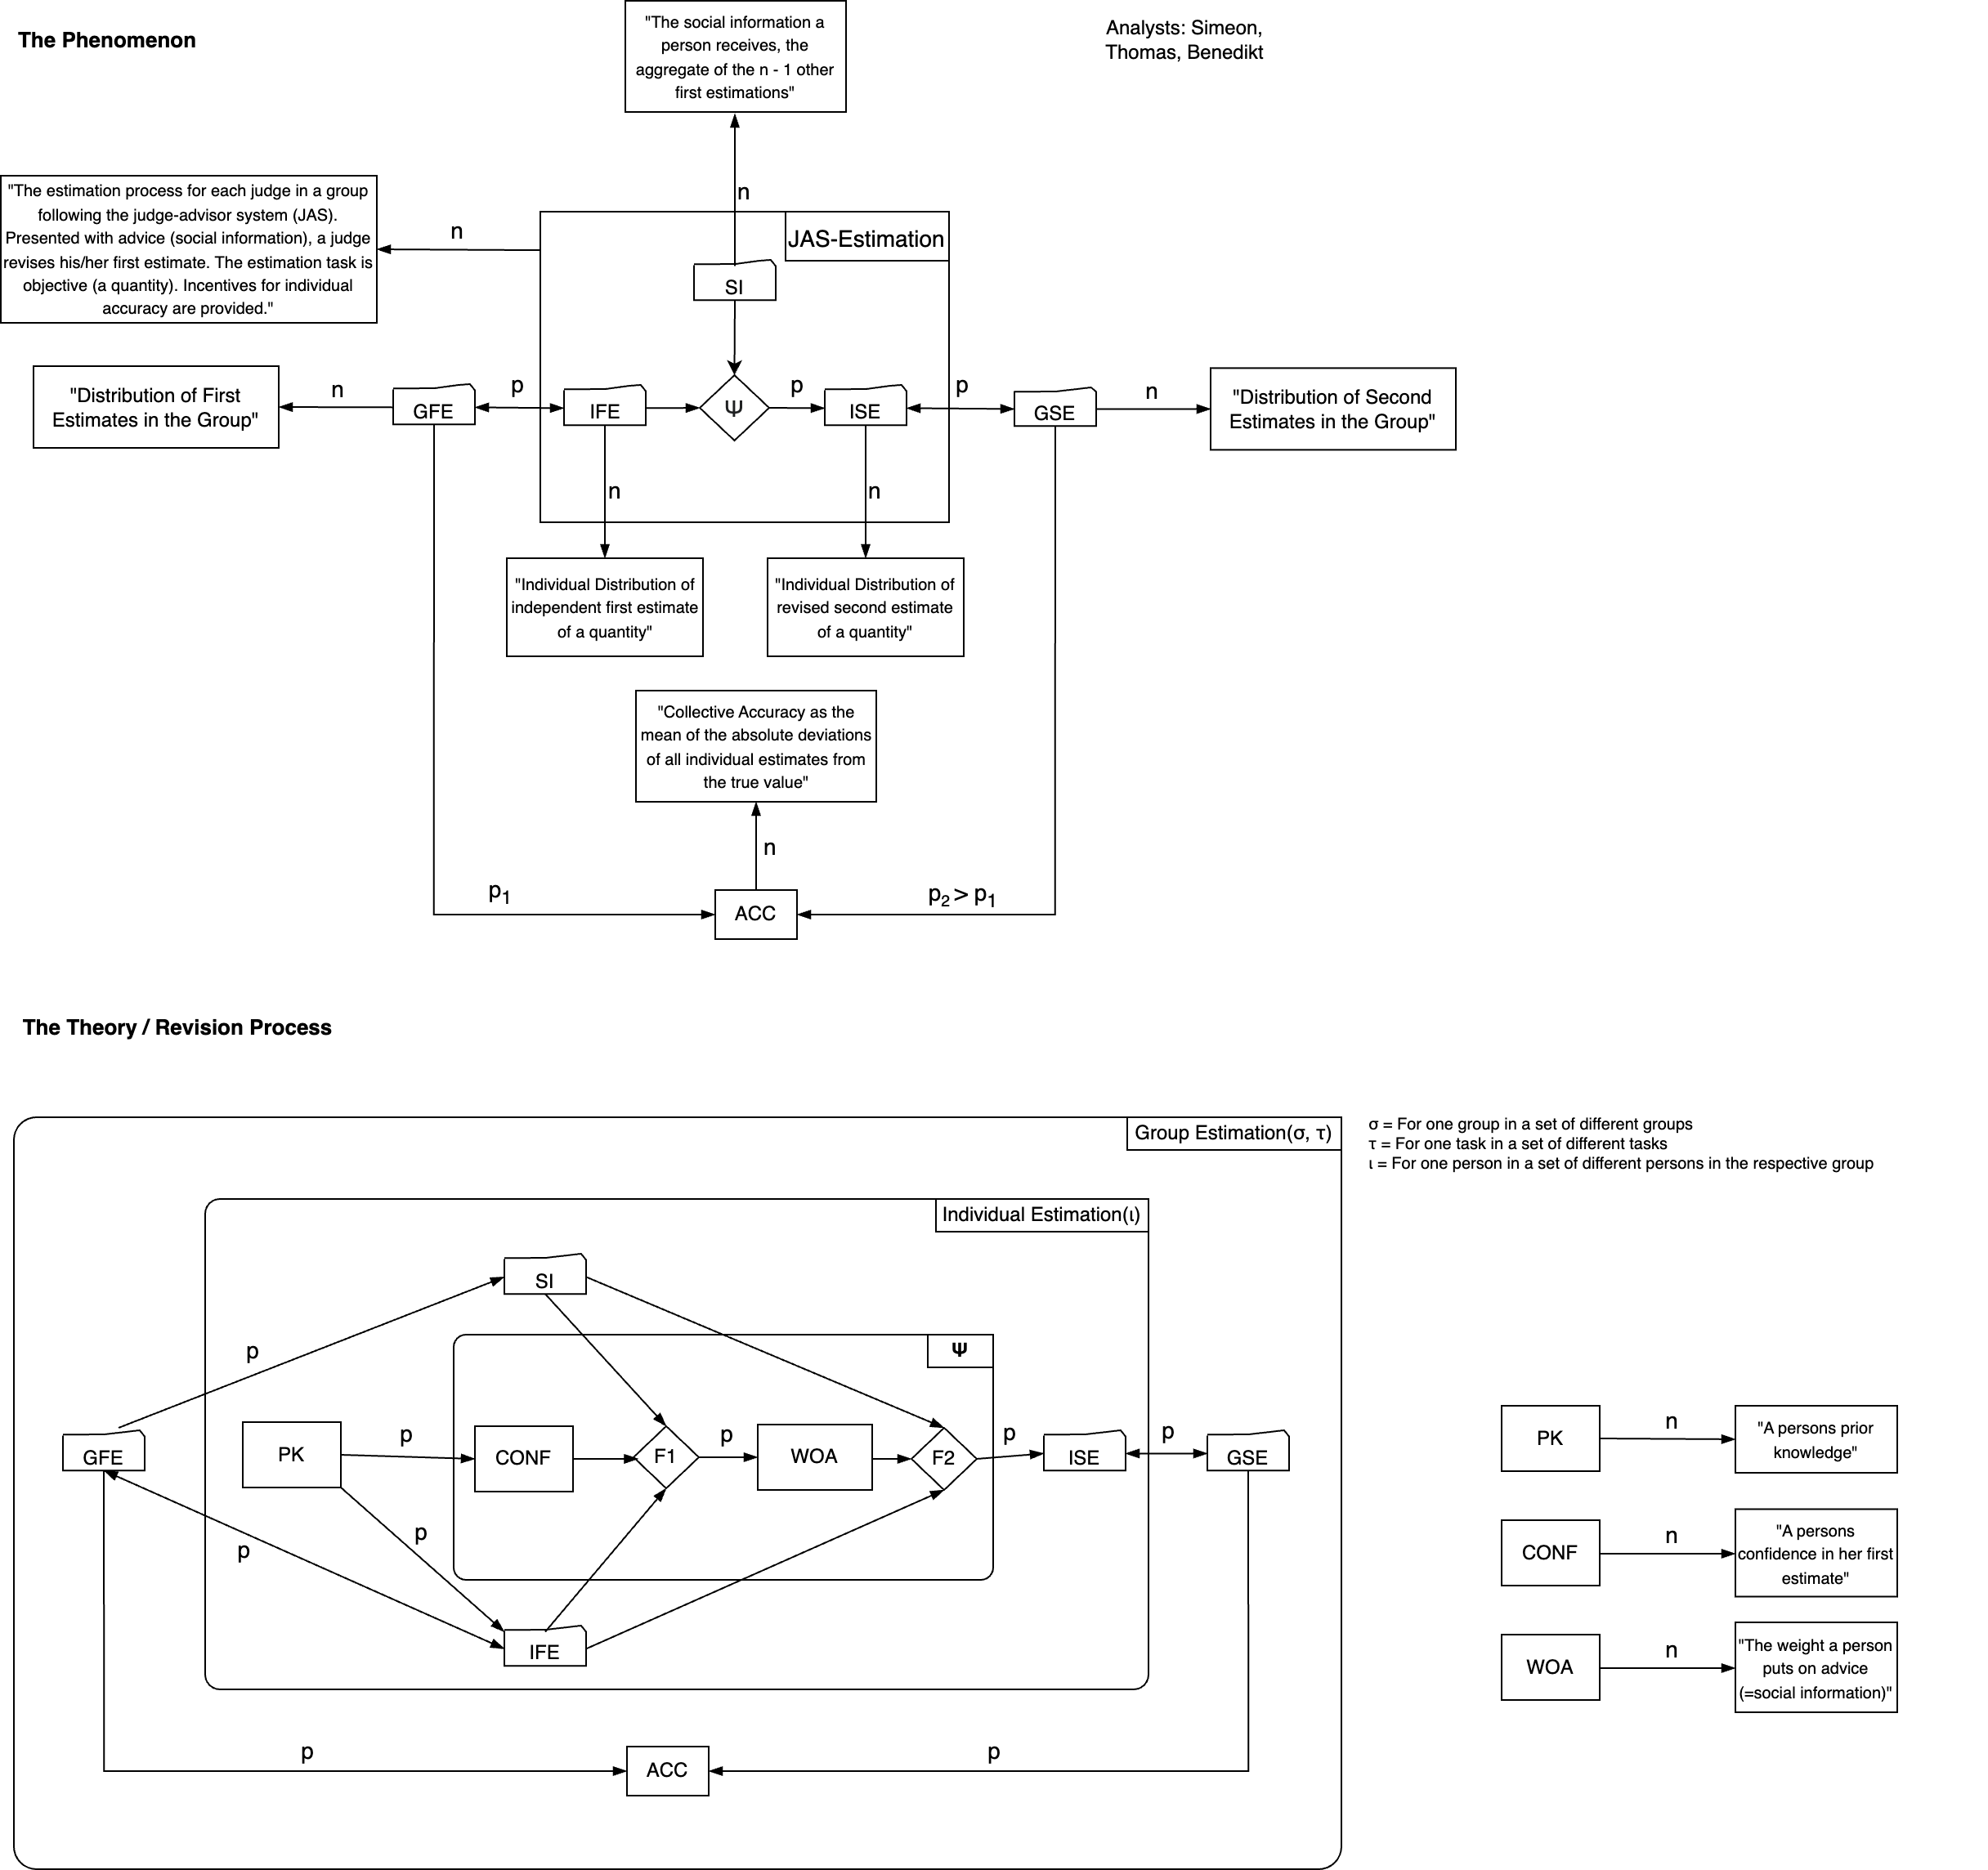 The Phenomenon
"The social information a
person receives, the
aggregate of the n - 1 other
first estimations"
Analysts: Simeon,
Thomas, Benedikt
n
"The estimation process for each judge in a group
following the judge-advisor system (JAS).
Presented with advice (social information), a judge
revises his/her first estimate. The estimation task is
objective (a quantity). Incentives for individual
accuracy are provided."
n
JAS-Estimation
SI
"Distribution of First
Estimates in the Group"
n
GFE
p
IFE
Ψ
p
ISE
p
GSE
n
"Distribution of Second
Estimates in the Group"
n
n
"Individual Distribution of
independent first estimate
of a quantity"
"Individual Distribution of
revised second estimate
of a quantity"
"Collective Accuracy as the
mean of the absolute deviations
of all individual estimates from
the true value"
n
p1
ACC
p2 > p1
The Theory / Revision Process
Group Estimation(σ, τ)
σ = For one group in a set of different groups
τ = For one task in a set of different tasks
ι = For one person in a set of different persons in the respective group
Individual Estimation(ι)
SI
p
Ψ
GFE
PK
p
CONF
F1
p
WOA
F2
p
ISE
p
GSE
p
p
IFE
p
ACC
p
PK
n
"A persons prior
knowledge"
CONF
n
"A persons
confidence in her first
estimate"
WOA
n
"The weight a person
puts on advice
(=social information)"